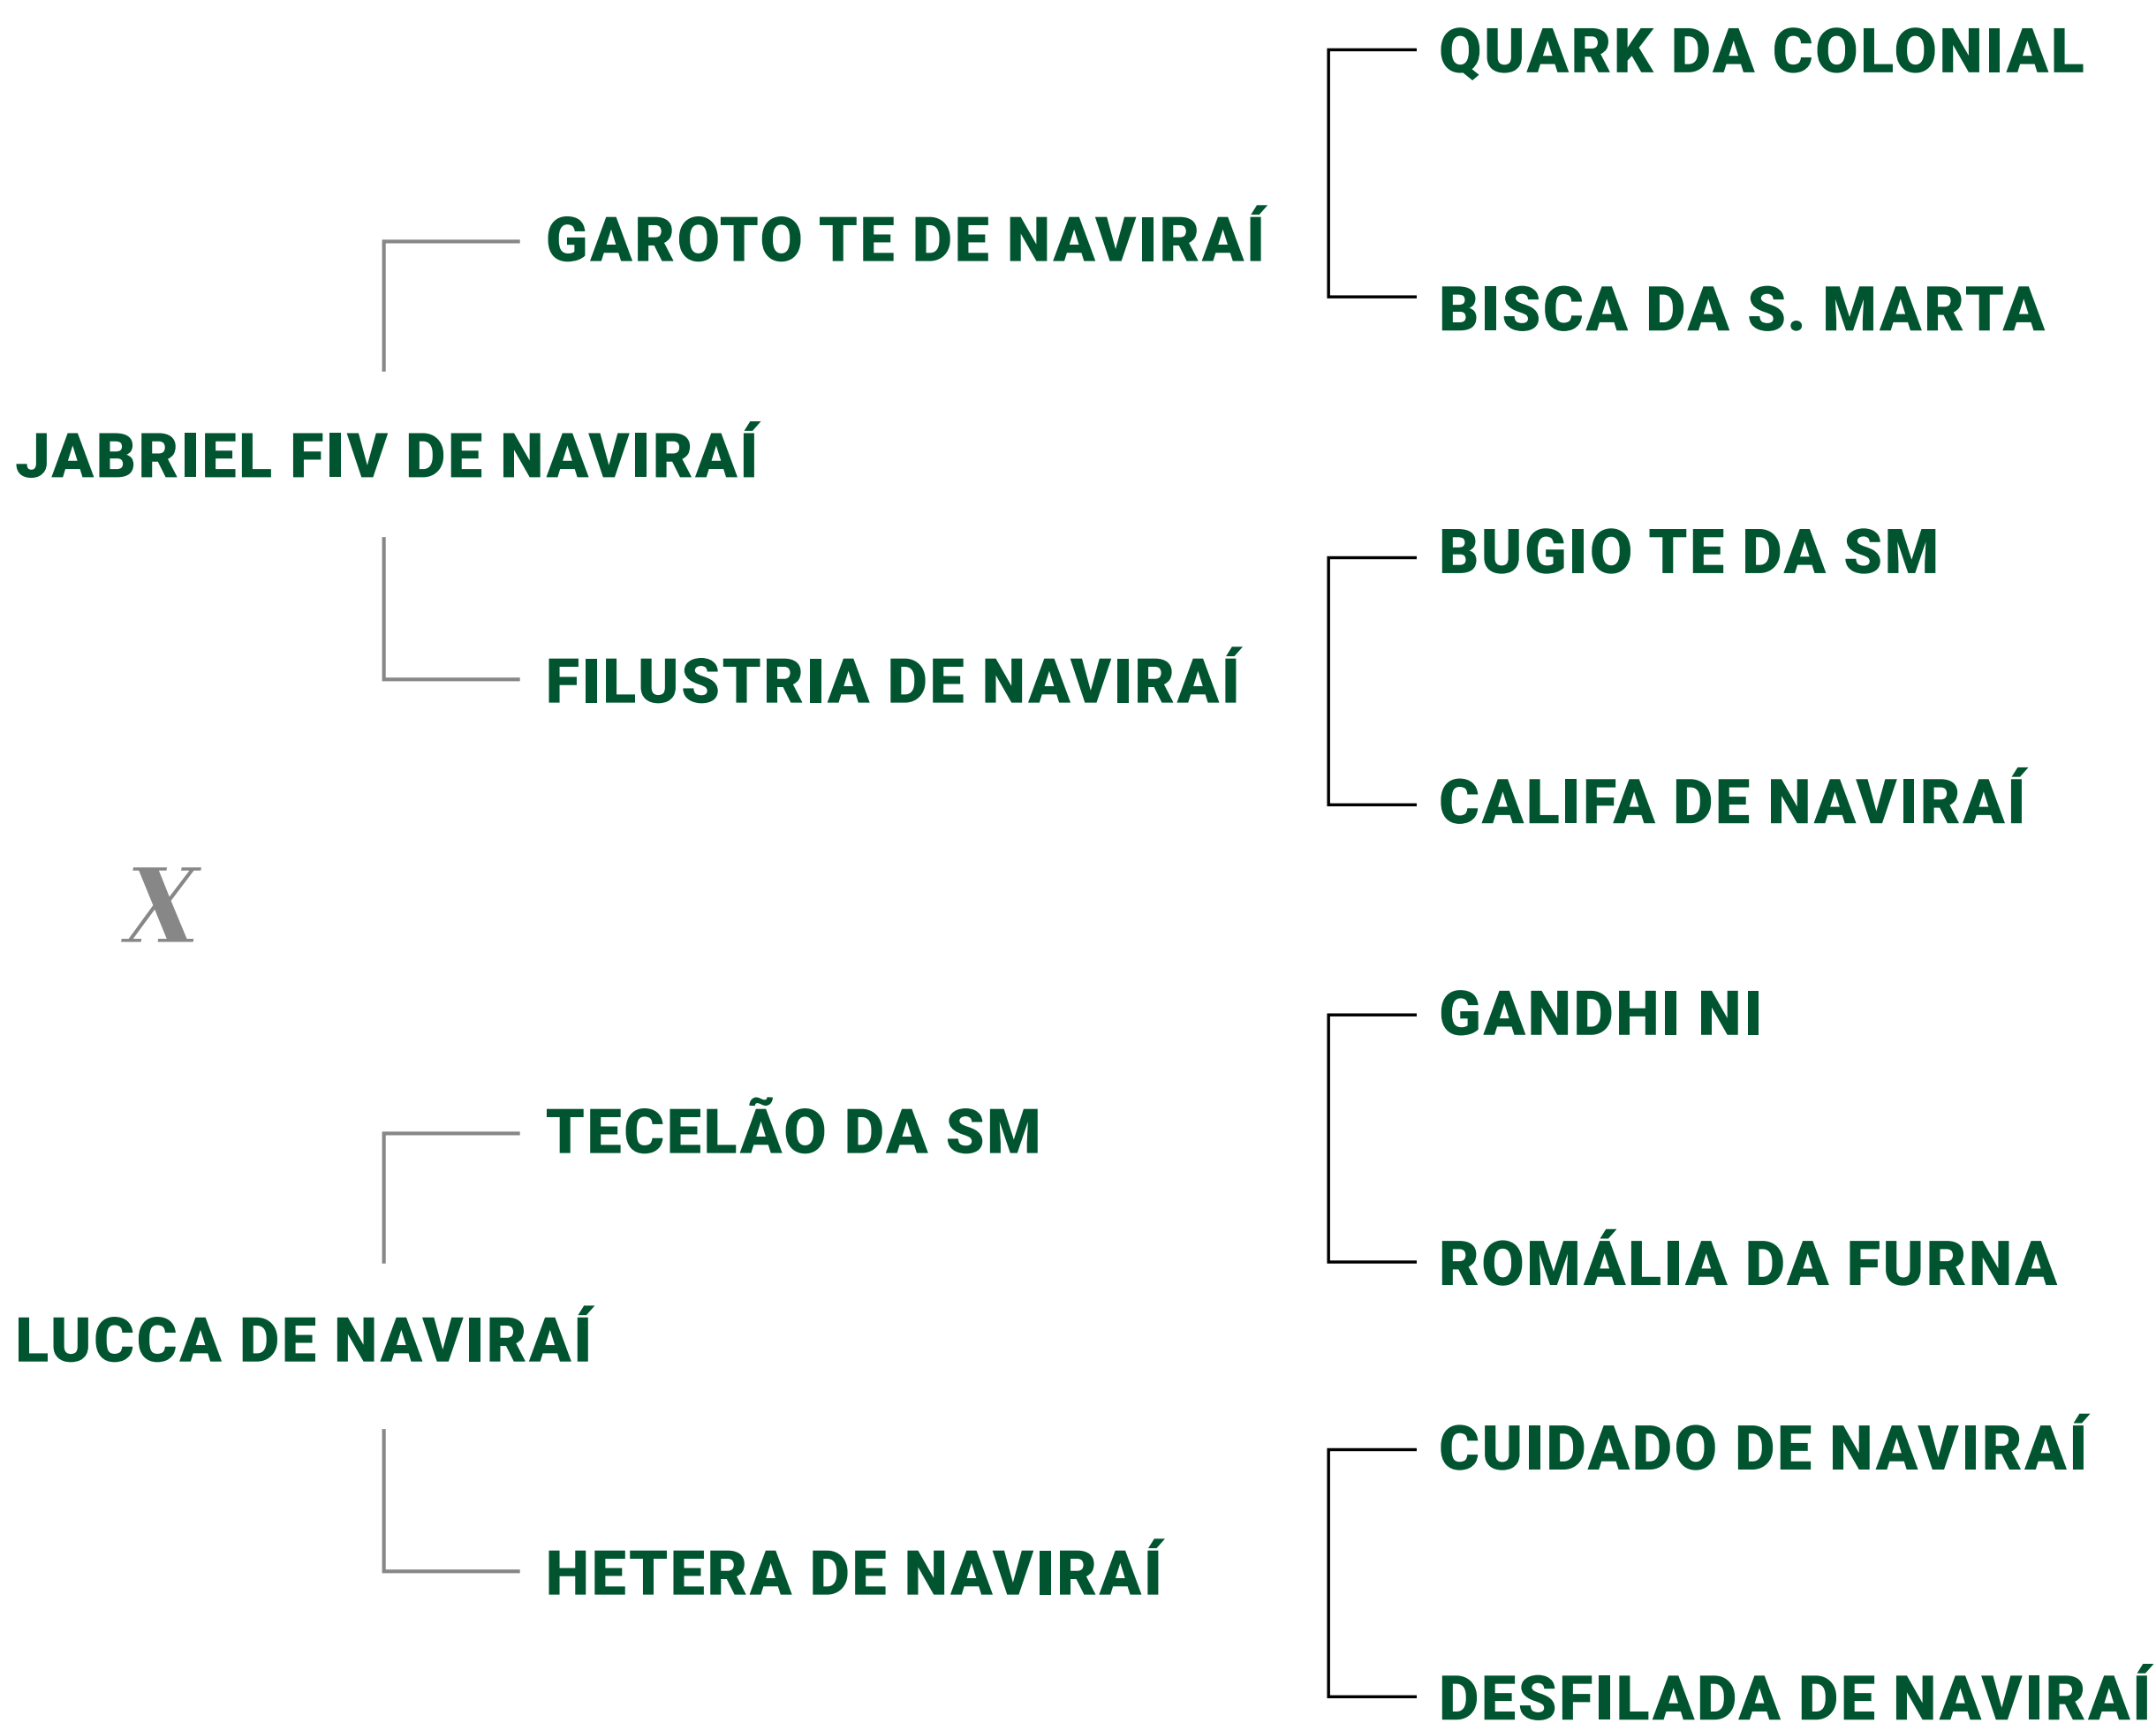 QUARK DA COLONIAL
GAROTO TE DE NAVIRAÍ
BISCA DA S. MARTA
JABRIEL FIV DE NAVIRAÍ
BUGIO TE DA SM
FILUSTRIA DE NAVIRAÍ
CALIFA DE NAVIRAÍ
X
GANDHI NI
TECELÃO DA SM
ROMÁLIA DA FURNA
LUCCA DE NAVIRAÍ
CUIDADO DE NAVIRAÍ
HETERA DE NAVIRAÍ
DESFILADA DE NAVIRAÍ